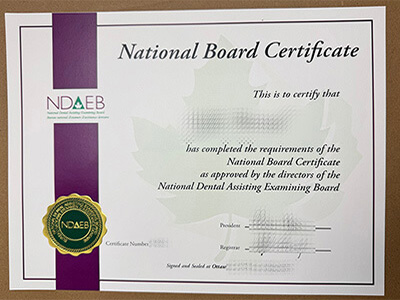 National Board Certificate
This is to certify that
NDAEB
National Dental Assisting Examining Board
has completed the requirements of the
National Board Certificate
as approved by the directors of the
National Dental Assisting Examining Board
NDAEB
President
Certificate Number
Registrar
Signed and Sealed at Ottawa